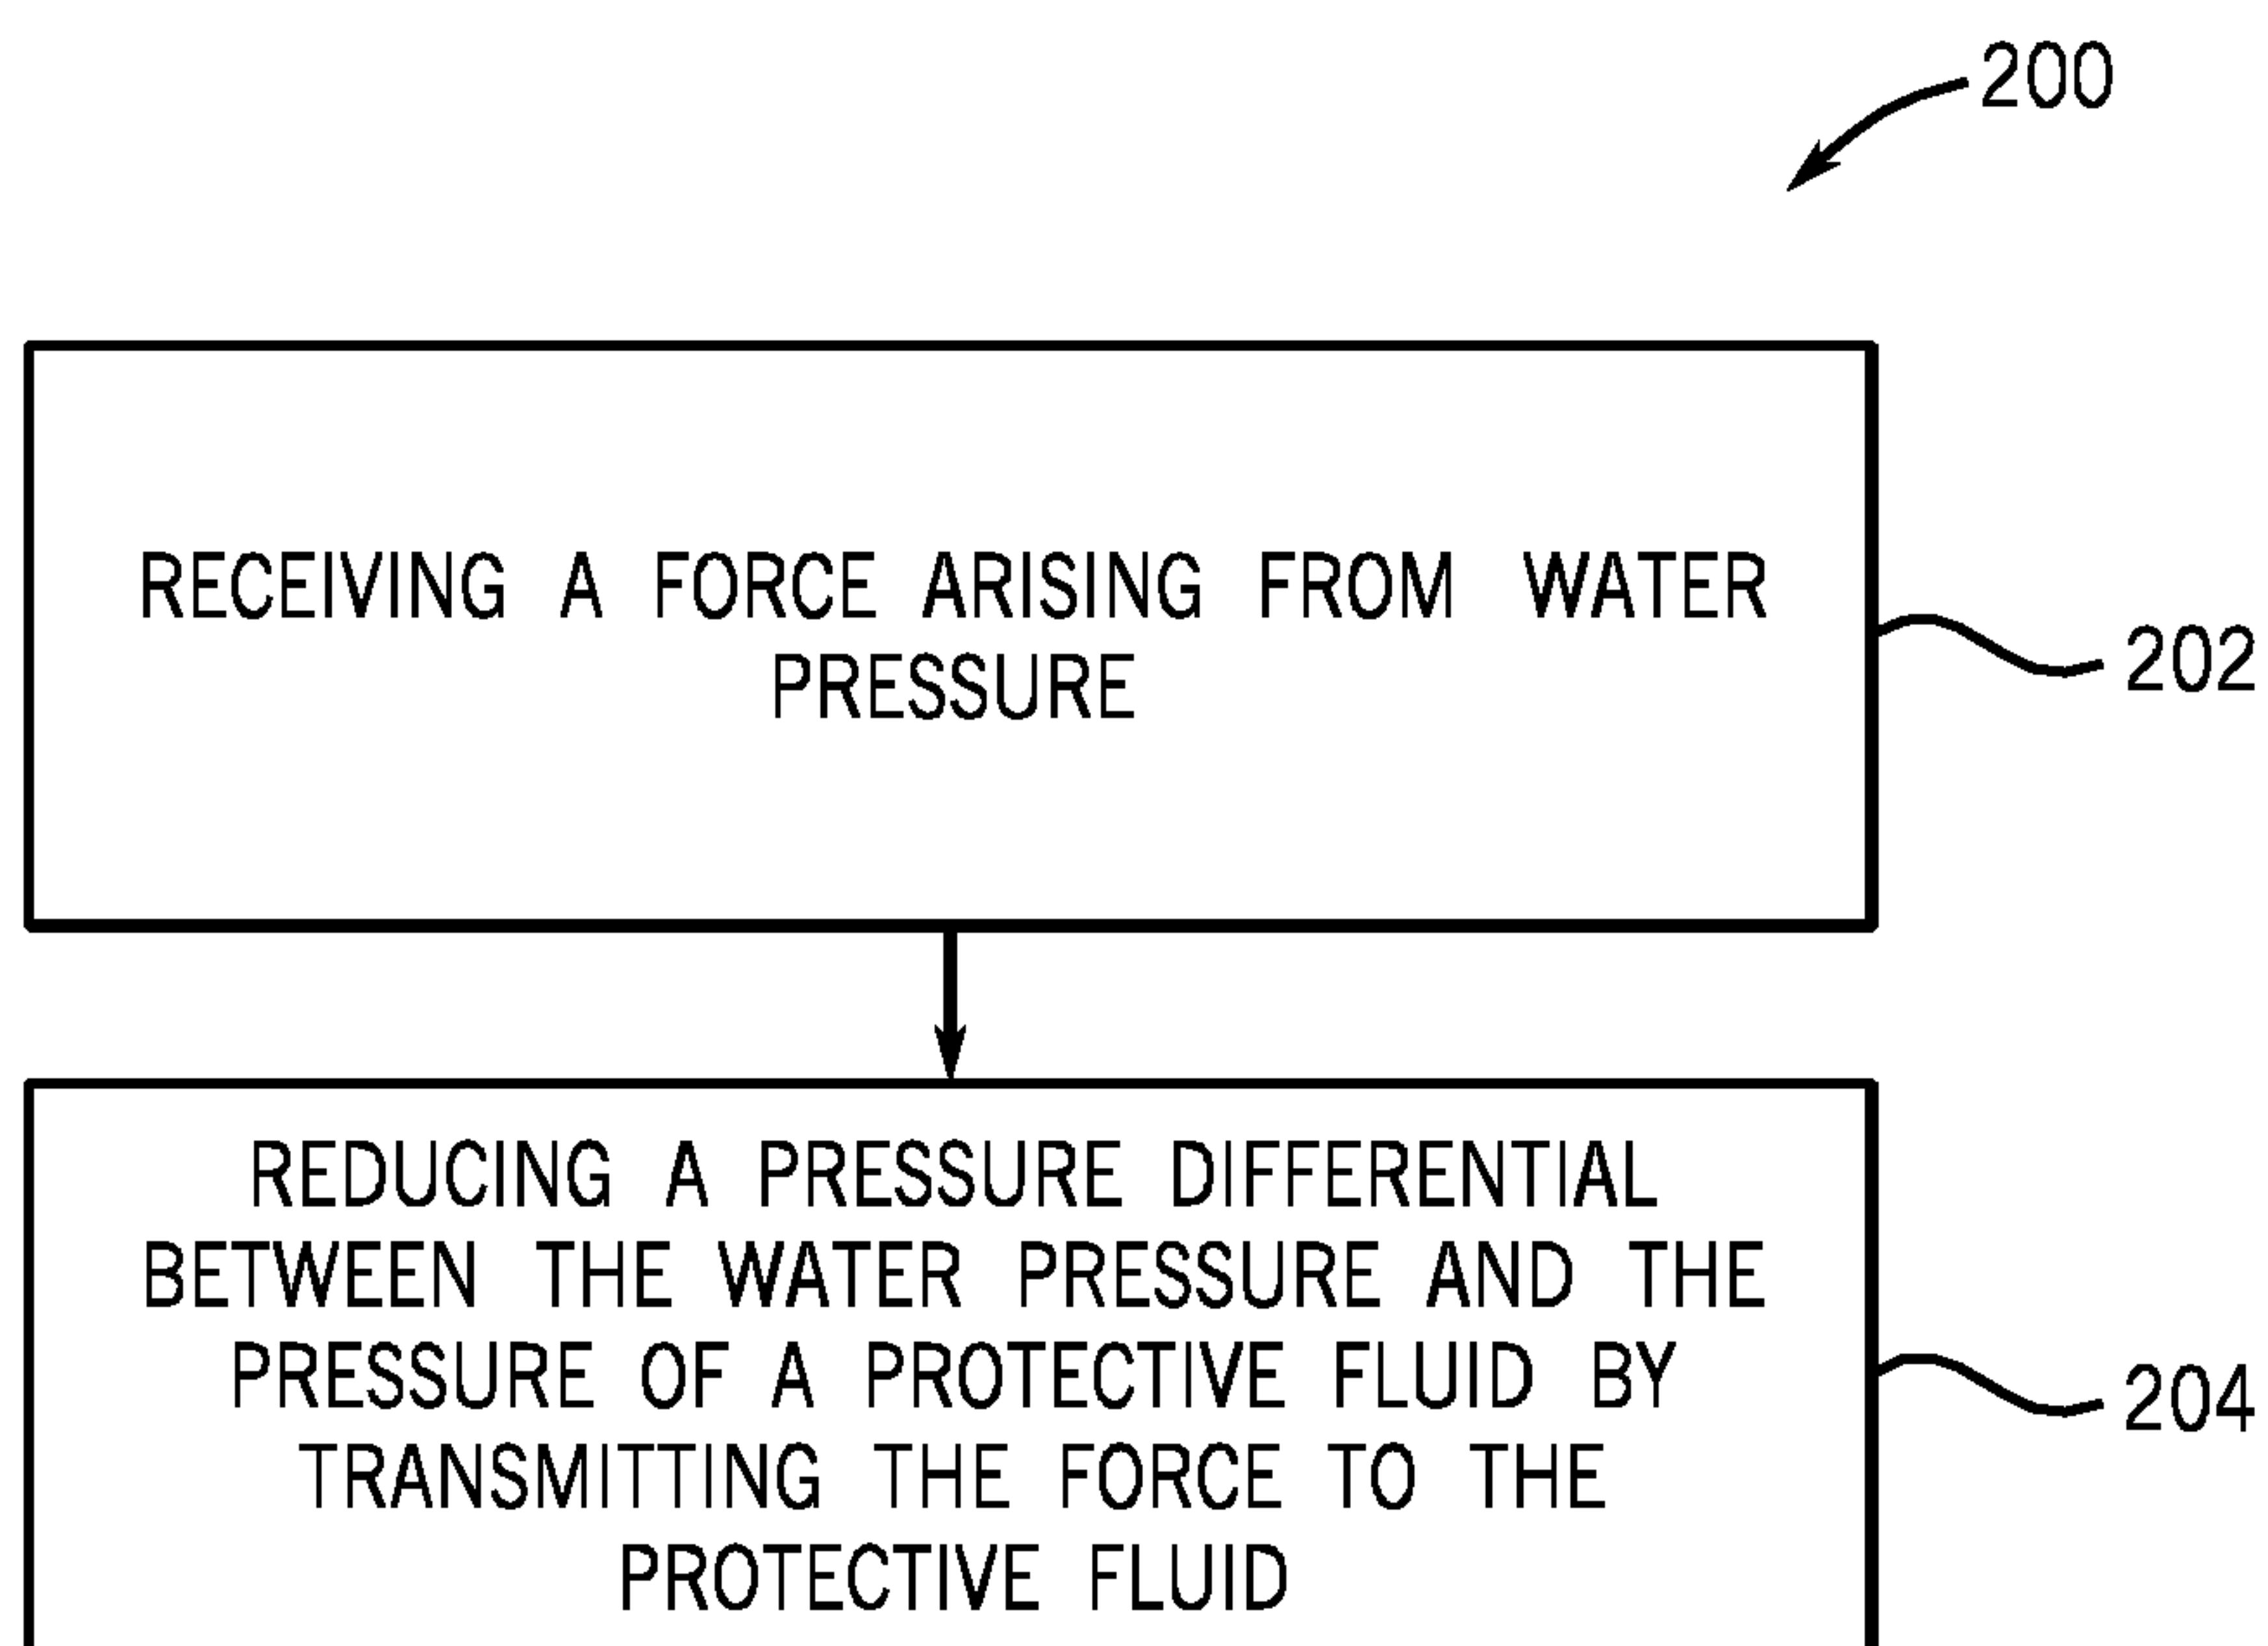 200
RECEIVING A FORCE ARISING FROM WATER
PRESSURE
202
REDUCING A PRESSURE DIFFERENTIAL
BETWEEN THE WATER PRESSURE AND THE
PRESSURE OF A PROTECTIVE FLUID BY
TRANSMITTING THE FORCE TO THE
PROTECTIVE FLUID
204